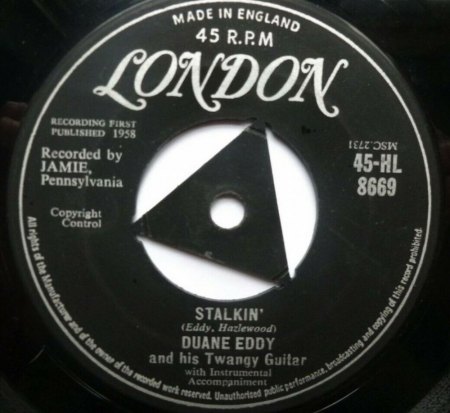 MADE IN ENGLAND
45 R.P.M
LONDON
RECORDING FIRST
PUBLISHED 1958
Recorded by
JAMIE,
Pennsylvania
Copyright
Control
MSC.2731
45-HL
8669
STALKIN'
(Eddy, Hazlewood)
DUANE EDDY
and his Twangy Guitar
with Instrumental
Accompaniment
All rights of the Manufacturer and of the owner of the recorded work reserved. Unauthorised public performance, broadcasting and copying of this record prohibited